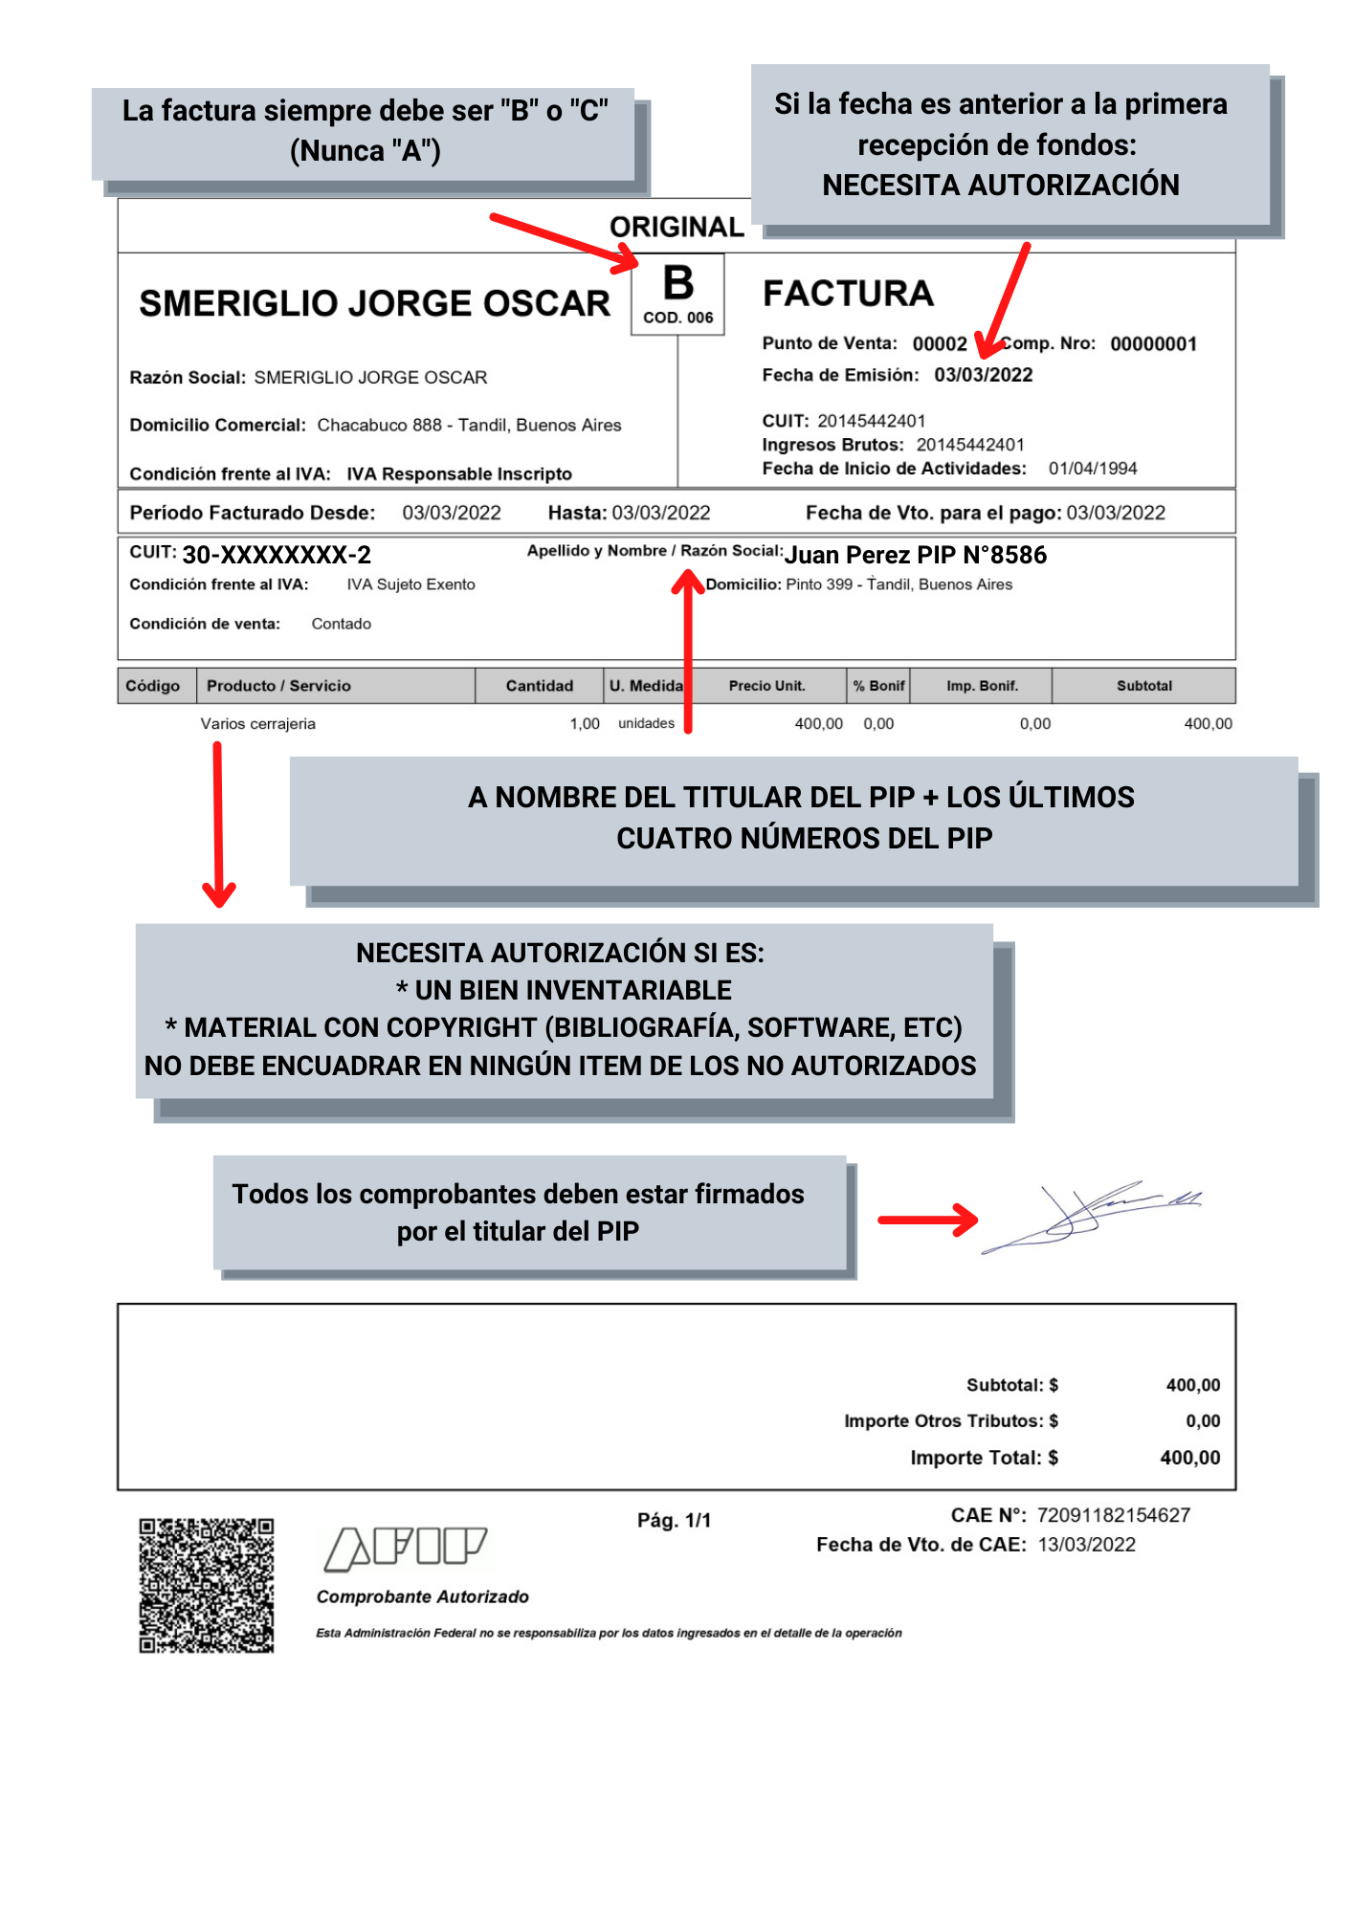 La factura siempre debe ser "B" o "C"
(Nunca "A")
Si la fecha es anterior a la primera
recepción de fondos:
NECESITA AUTORIZACIÓN
ORIGINAL
B
COD. 006
SMERIGLIO JORGE OSCAR
FACTURA
Punto de Venta: 00002 Comp. Nro: 00000001
Fecha de Emisión: 03/03/2022
Razón Social: SMERIGLIO JORGE OSCAR
Domicilio Comercial: Chacabuco 888 - Tandil, Buenos Aires
Condición frente al IVA: IVA Responsable Inscripto
CUIT: 20145442401
Ingresos Brutos: 20145442401
Fecha de Inicio de Actividades: 01/04/1994
Período Facturado Desde: 03/03/2022 Hasta: 03/03/2022 Fecha de Vto. para el pago: 03/03/2022
CUIT: 30-XXXXXXXX-2 Apellido y Nombre / Razón Social: Juan Perez PIP N°8586
Condición frente al IVA: IVA Sujeto Exento Domicilio: Pinto 399 - Tandil, Buenos Aires
Condición de venta: Contado
Código Producto / Servicio Cantidad U. Medida Precio Unit. % Bonif Imp. Bonif. Subtotal
Varios cerrajeria 1,00 unidades 400,00 0,00 0,00 400,00
A NOMBRE DEL TITULAR DEL PIP + LOS ÚLTIMOS
CUATRO NÚMEROS DEL PIP
NECESITA AUTORIZACIÓN SI ES:
* UN BIEN INVENTARIABLE
* MATERIAL CON COPYRIGHT (BIBLIOGRAFÍA, SOFTWARE, ETC)
NO DEBE ENCUADRAR EN NINGÚN ITEM DE LOS NO AUTORIZADOS
Todos los comprobantes deben estar firmados
por el titular del PIP
Subtotal: $ 400,00
Importe Otros Tributos: $ 0,00
Importe Total: $ 400,00
AFIP
Comprobante Autorizado
Esta Administración Federal no se responsabiliza por los datos ingresados en el detalle de la operación
Pág. 1/1
CAE N°: 72091182154627
Fecha de Vto. de CAE: 13/03/2022